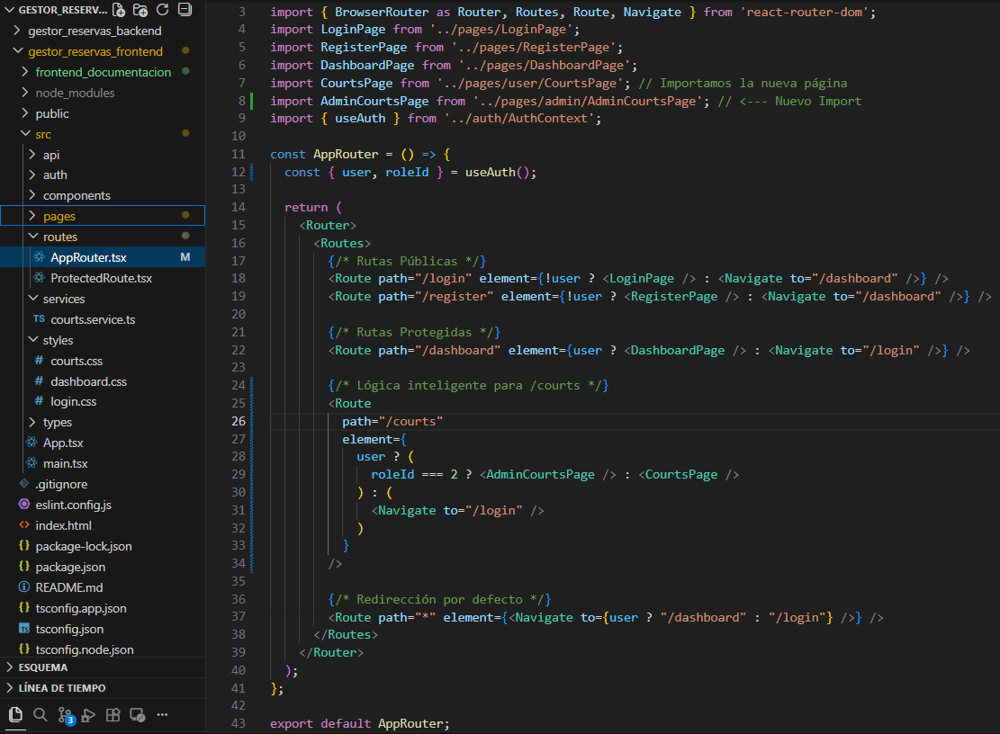 GESTOR_RESERV...
gestor_reservas_backend
gestor_reservas_frontend
frontend_documentacion
node_modules
public
src
api
auth
components
pages
routes
AppRouter.tsx M
ProtectedRoute.tsx
services
TS courts.service.ts
styles
# courts.css
# dashboard.css
# login.css
types
App.tsx
main.tsx
.gitignore
eslint.config.js
<> index.html
{} package-lock.json
{} package.json
README.md
{} tsconfig.app.json
TS tsconfig.json
{} tsconfig.node.json
ESQUEMA
LÍNEA DE TIEMPO
3
3 import { BrowserRouter as Router, Routes, Route, Navigate } from 'react-router-dom';
4 import LoginPage from '../pages/LoginPage';
5 import RegisterPage from '../pages/RegisterPage';
6 import DashboardPage from '../pages/DashboardPage';
7 import CourtsPage from '../pages/user/CourtsPage'; // Importamos la nueva página
8 import AdminCourtsPage from '../pages/admin/AdminCourtsPage'; // <--- Nuevo Import
9 import { useAuth } from '../auth/AuthContext';
10
11 const AppRouter = () => {
12 const { user, roleId } = useAuth();
13
14 return (
15 <Router>
16 <Routes>
17 {/* Rutas Públicas */}
18 <Route path="/login" element={!user ? <LoginPage /> : <Navigate to="/dashboard" />} />
19 <Route path="/register" element={!user ? <RegisterPage /> : <Navigate to="/dashboard" />} />
20
21 {/* Rutas Protegidas */}
22 <Route path="/dashboard" element={user ? <DashboardPage /> : <Navigate to="/login" />} />
23
24 {/* Lógica inteligente para /courts */}
25 <Route
26 path="/courts"
27 element={
28 user ? (
29 roleId === 2 ? <AdminCourtsPage /> : <CourtsPage />
30 ) : (
31 <Navigate to="/login" />
32 )
33 }
34 />
35
36 {/* Redirección por defecto */}
37 <Route path="*" element={<Navigate to={user ? "/dashboard" : "/login"} />} />
38 </Routes>
39 </Router>
40 );
41 };
42
43 export default AppRouter;